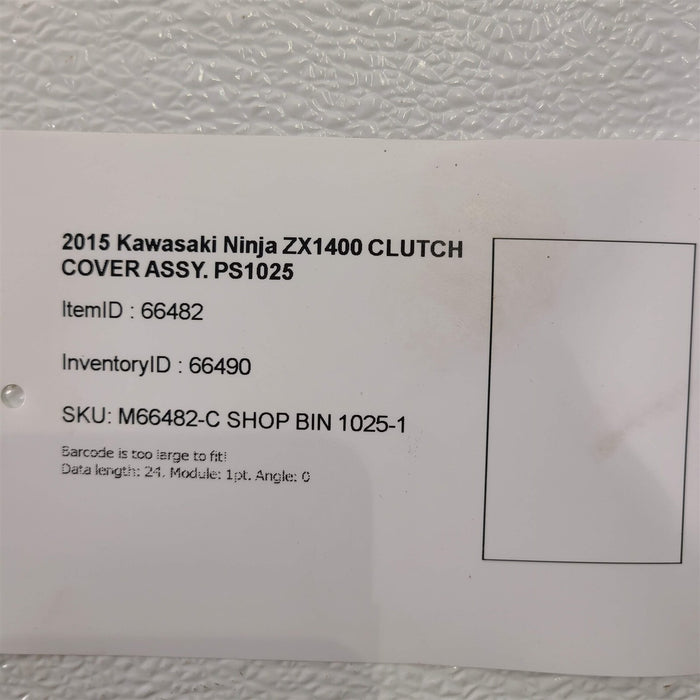 2015 Kawasaki Ninja ZX1400 CLUTCH
COVER ASSY. PS1025
ItemID : 66482
InventoryID : 66490
SKU: M66482-C SHOP BIN 1025-1
Barcode is too large to fit!
Data length: 24. Module: 1pt. Angle: 0